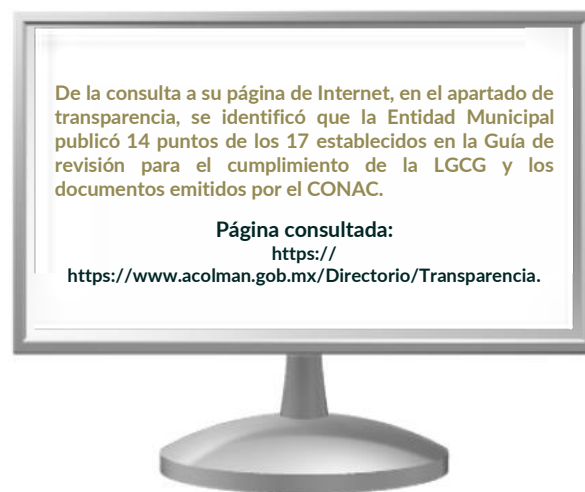 De la consulta a su página de Internet, en el apartado de
transparencia, se identificó que la Entidad Municipal
publicó 14 puntos de los 17 establecidos en la Guía de
revisión para el cumplimiento de la LGCG y los
documentos emitidos por el CONAC.
Página consultada:
https://
https://www.acolman.gob.mx/Directorio/Transparencia.